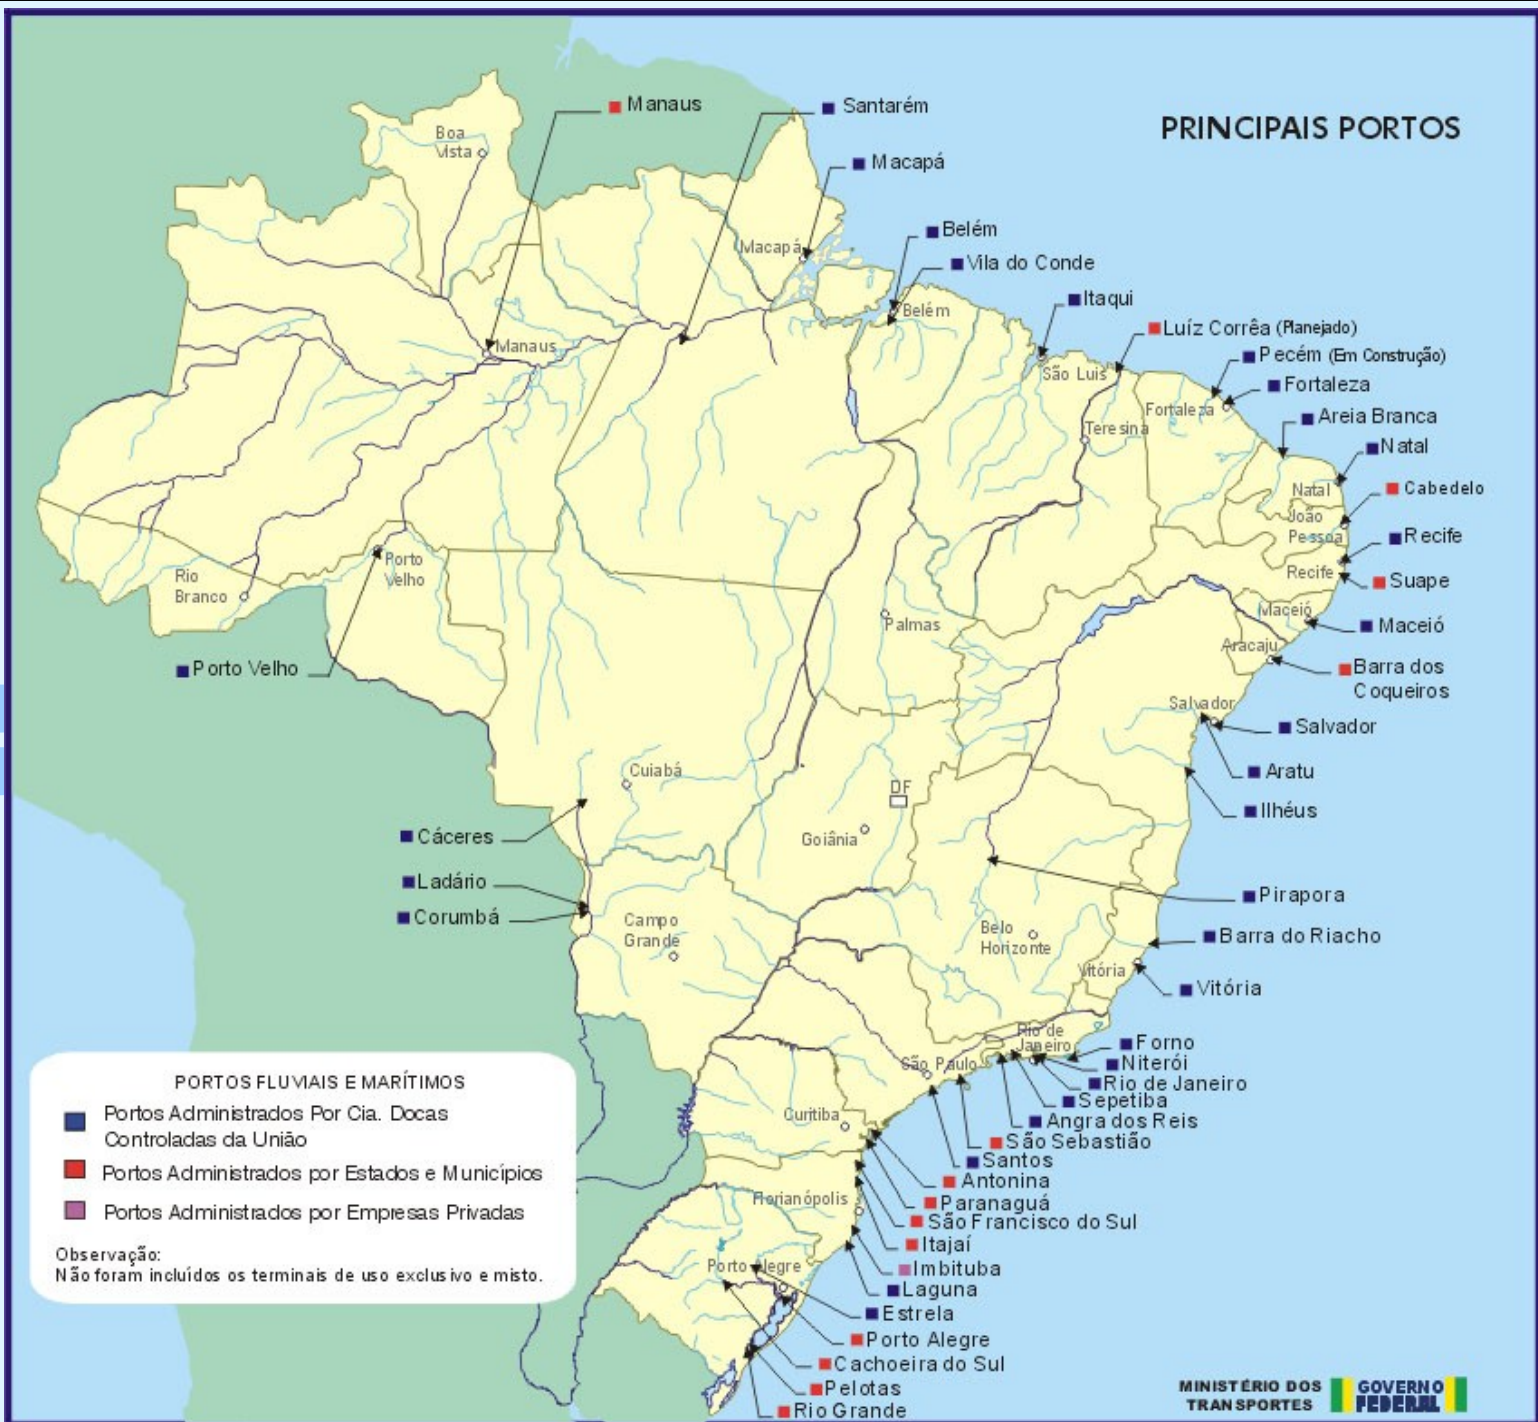 PRINCIPAIS PORTOS
Manaus
Santarém
Macapá
Belém
Vila do Conde
Itaqui
Luíz Corrêa (Planejado)
Pecém (Em Construção)
Fortaleza
Areia Branca
Natal
Cabedelo
Recife
Suape
Maceió
Barra dos
Coqueiros
Salvador
Aratu
Ilhéus
Pirapora
Barra do Riacho
Vitória
Forno
Niterói
Rio de Janeiro
Sepetiba
Angra dos Reis
São Sebastião
Santos
Antonina
Paranaguá
São Francisco do Sul
Itajaí
Imbituba
Laguna
Estrela
Porto Alegre
Cachoeira do Sul
Pelotas
Rio Grande
Porto Velho
Cáceres
Ladário
Corumbá
Boa
Vista
Macapá
Manaus
Belém
São Luis
Teresina
Fortaleza
Natal
João
Pessoa
Recife
Maceió
Aracaju
Salvador
Palmas
Porto
Velho
Rio
Branco
Cuiabá
DF
Goiânia
Campo
Grande
Belo
Horizonte
Vitória
Rio de
Janeiro
São Paulo
Curitiba
Florianópolis
Porto Alegre
PORTOS FLUVIAIS E MARÍTIMOS
Portos Administrados Por Cia. Docas
Controladas da União
Portos Administrados por Estados e Municípios
Portos Administrados por Empresas Privadas
Observação:
Não foram incluídos os terminais de uso exclusivo e misto.
MINISTÉRIO DOS
TRANSPORTES
GOVERNO
FEDERAL